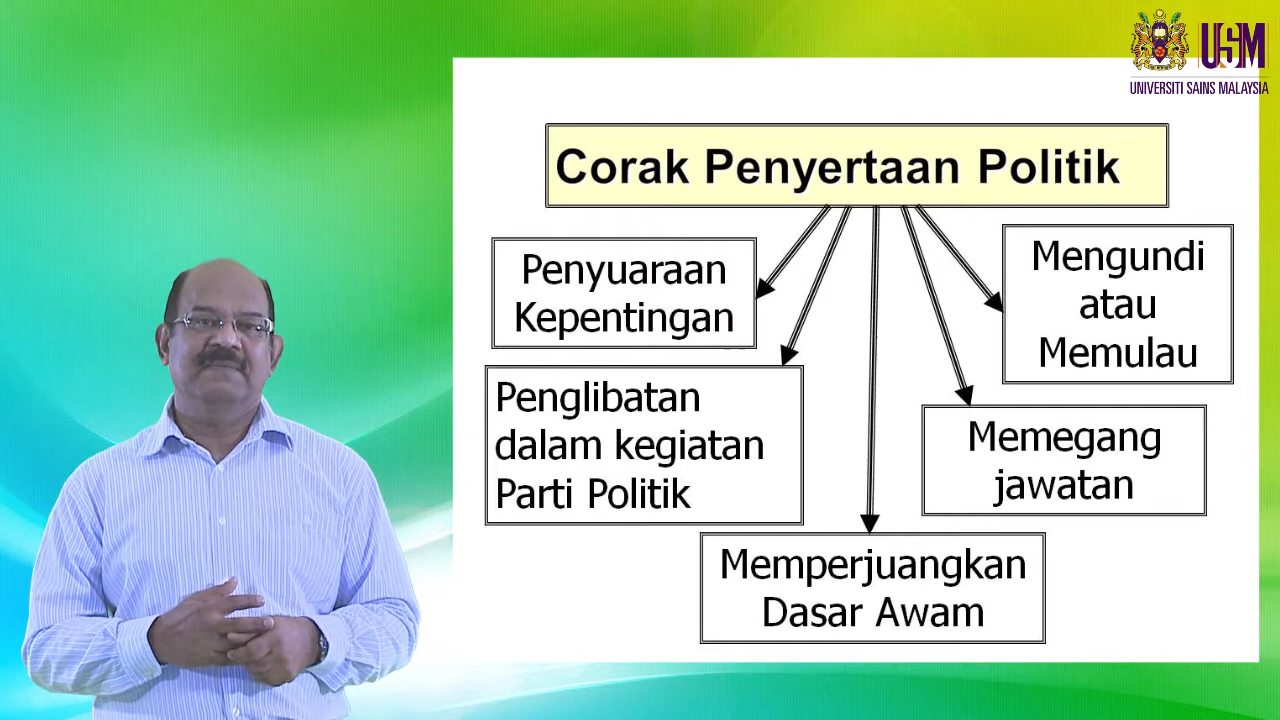 USM
UNIVERSITI SAINS MALAYSIA
Corak Penyertaan Politik
Penyuaraan
Kepentingan
Penglibatan
dalam kegiatan
Parti Politik
Memperjuangkan
Dasar Awam
Memegang
jawatan
Mengundi
atau
Memulau